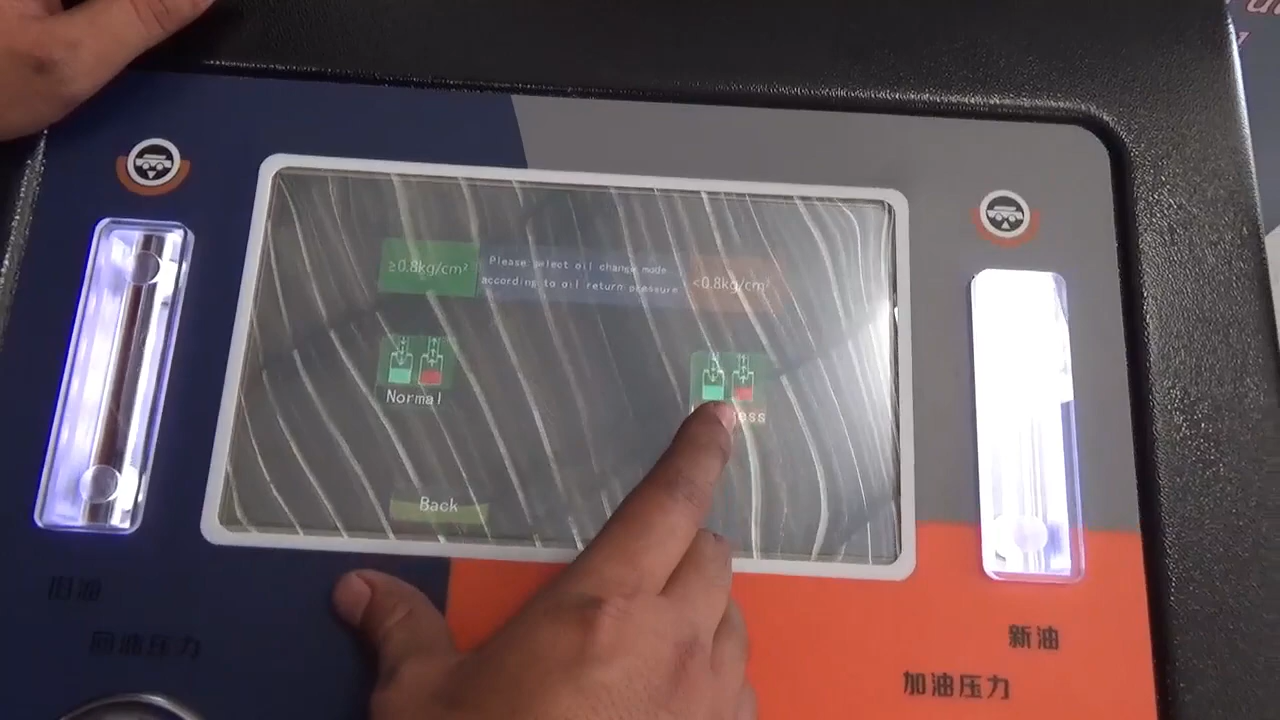 ≥0.8kg/cm²
Please select oil change mode
according to oil return pressure
<0.8kg/cm²
Normal
Back
旧油
回油压力
新油
加油压力